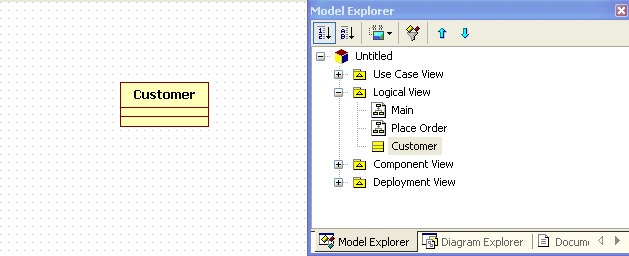 Customer
Model Explorer
Untitled
Use Case View
Logical View
Main
Place Order
Customer
Component View
Deployment View
Model Explorer
Diagram Explorer
Docum